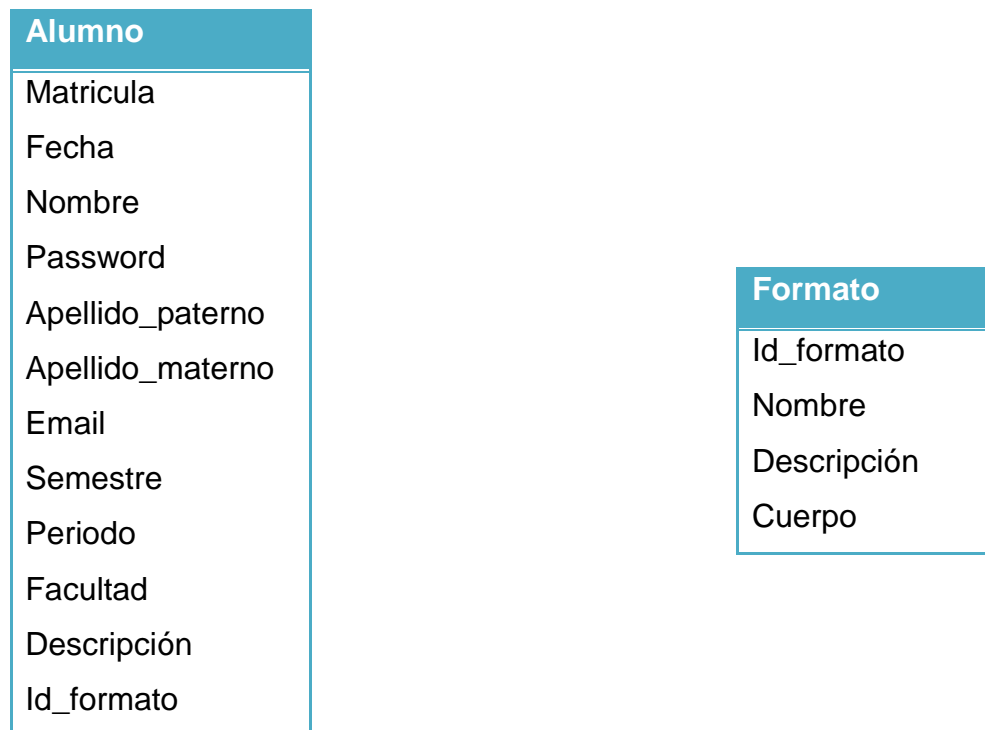 Alumno
Matricula
Fecha
Nombre
Password
Apellido_paterno
Apellido_materno
Email
Semestre
Periodo
Facultad
Descripción
Id_formato
Formato
Id_formato
Nombre
Descripción
Cuerpo